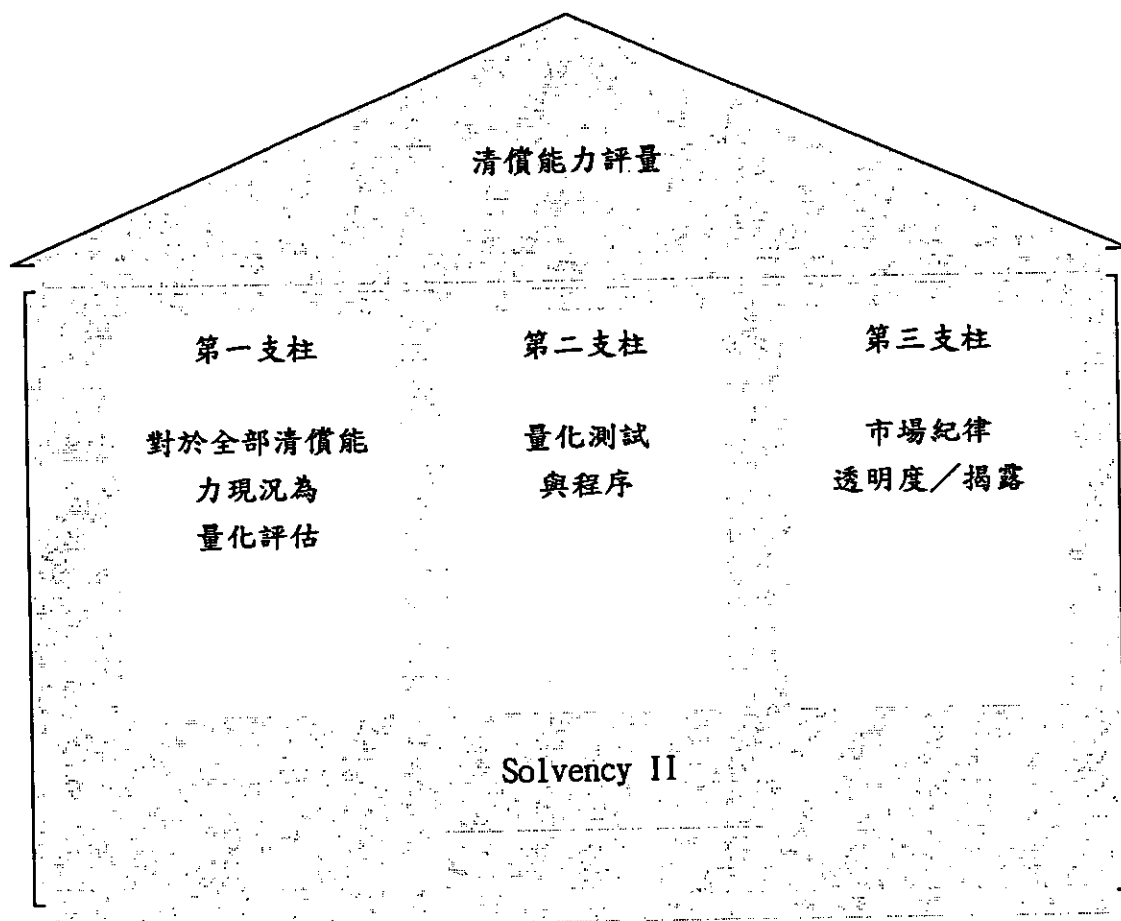 清償能力評量
第一支柱
對於全部清償能
力現況為
量化評估
第二支柱
量化測試
與程序
第三支柱
市場紀律
透明度／揭露
Solvency II